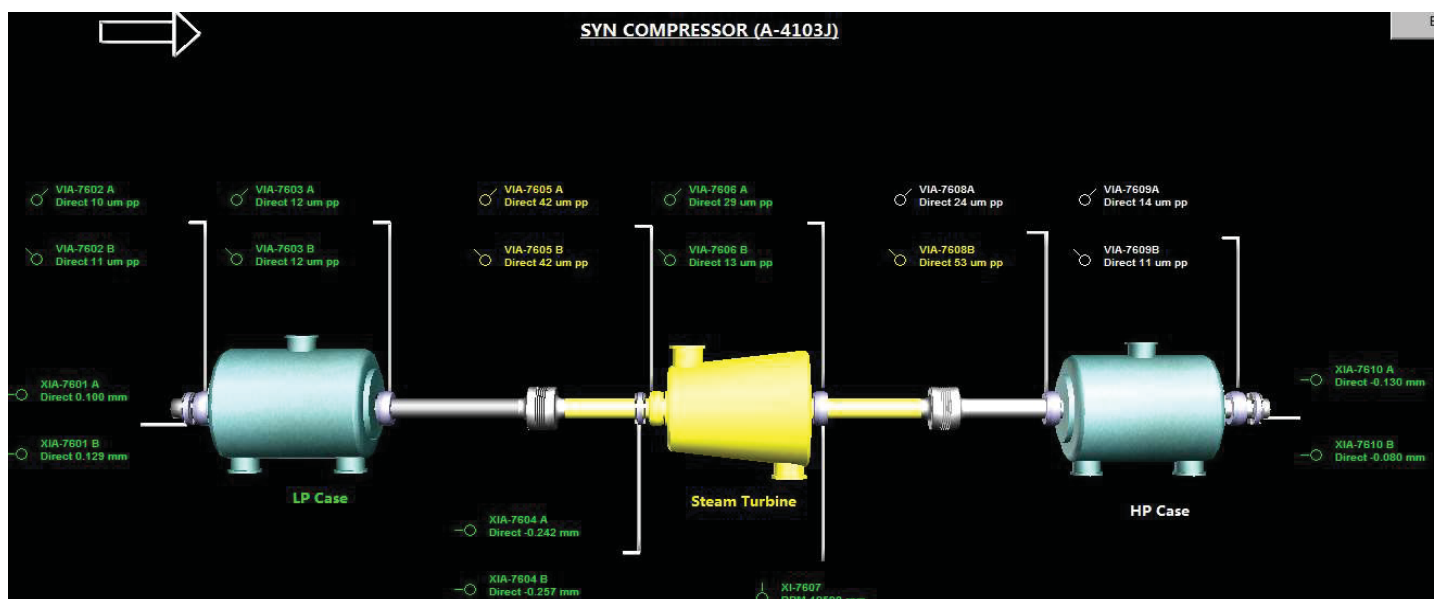 SYN COMPRESSOR (A-4103J)
VIA-7602 A
Direct 10 um pp
VIA-7603 A
Direct 12 um pp
VIA-7605 A
Direct 42 um pp
VIA-7606 A
Direct 29 um pp
VIA-7608A
Direct 24 um pp
VIA-7609A
Direct 14 um pp
VIA-7602 B
Direct 11 um pp
VIA-7603 B
Direct 12 um pp
VIA-7605 B
Direct 42 um pp
VIA-7606 B
Direct 13 um pp
VIA-7608B
Direct 53 um pp
VIA-7609B
Direct 11 um pp
XIA-7601 A
Direct 0.100 mm
XIA-7610 A
Direct -0.130 mm
XIA-7601 B
Direct 0.129 mm
XIA-7610 B
Direct -0.080 mm
LP Case
Steam Turbine
HP Case
XIA-7604 A
Direct -0.242 mm
XIA-7604 B
Direct -0.257 mm
XI-7607